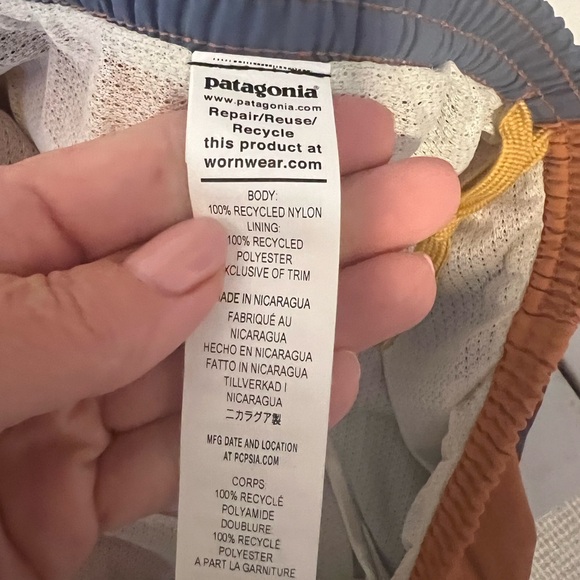 patagonia®
www.patagonia.com
Repair/Reuse/
Recycle
this product at
wornwear.com
BODY:
100% RECYCLED NYLON
LINING:
100% RECYCLED
POLYESTER
XCLUSIVE OF TRIM
ADE IN NICARAGUA
FABRIQUÉ AU
NICARAGUA
HECHO EN NICARAGUA
FATTO IN NICARAGUA
TILLVERKAD I
NICARAGUA
ニカラグア製
MFG DATE AND LOCATION
AT PCPSIA.COM
CORPS
100% RECYCLÉ
POLYAMIDE
DOUBLURE:
100% RECYCLÉ
POLYESTER
A PART LA GARNITURE